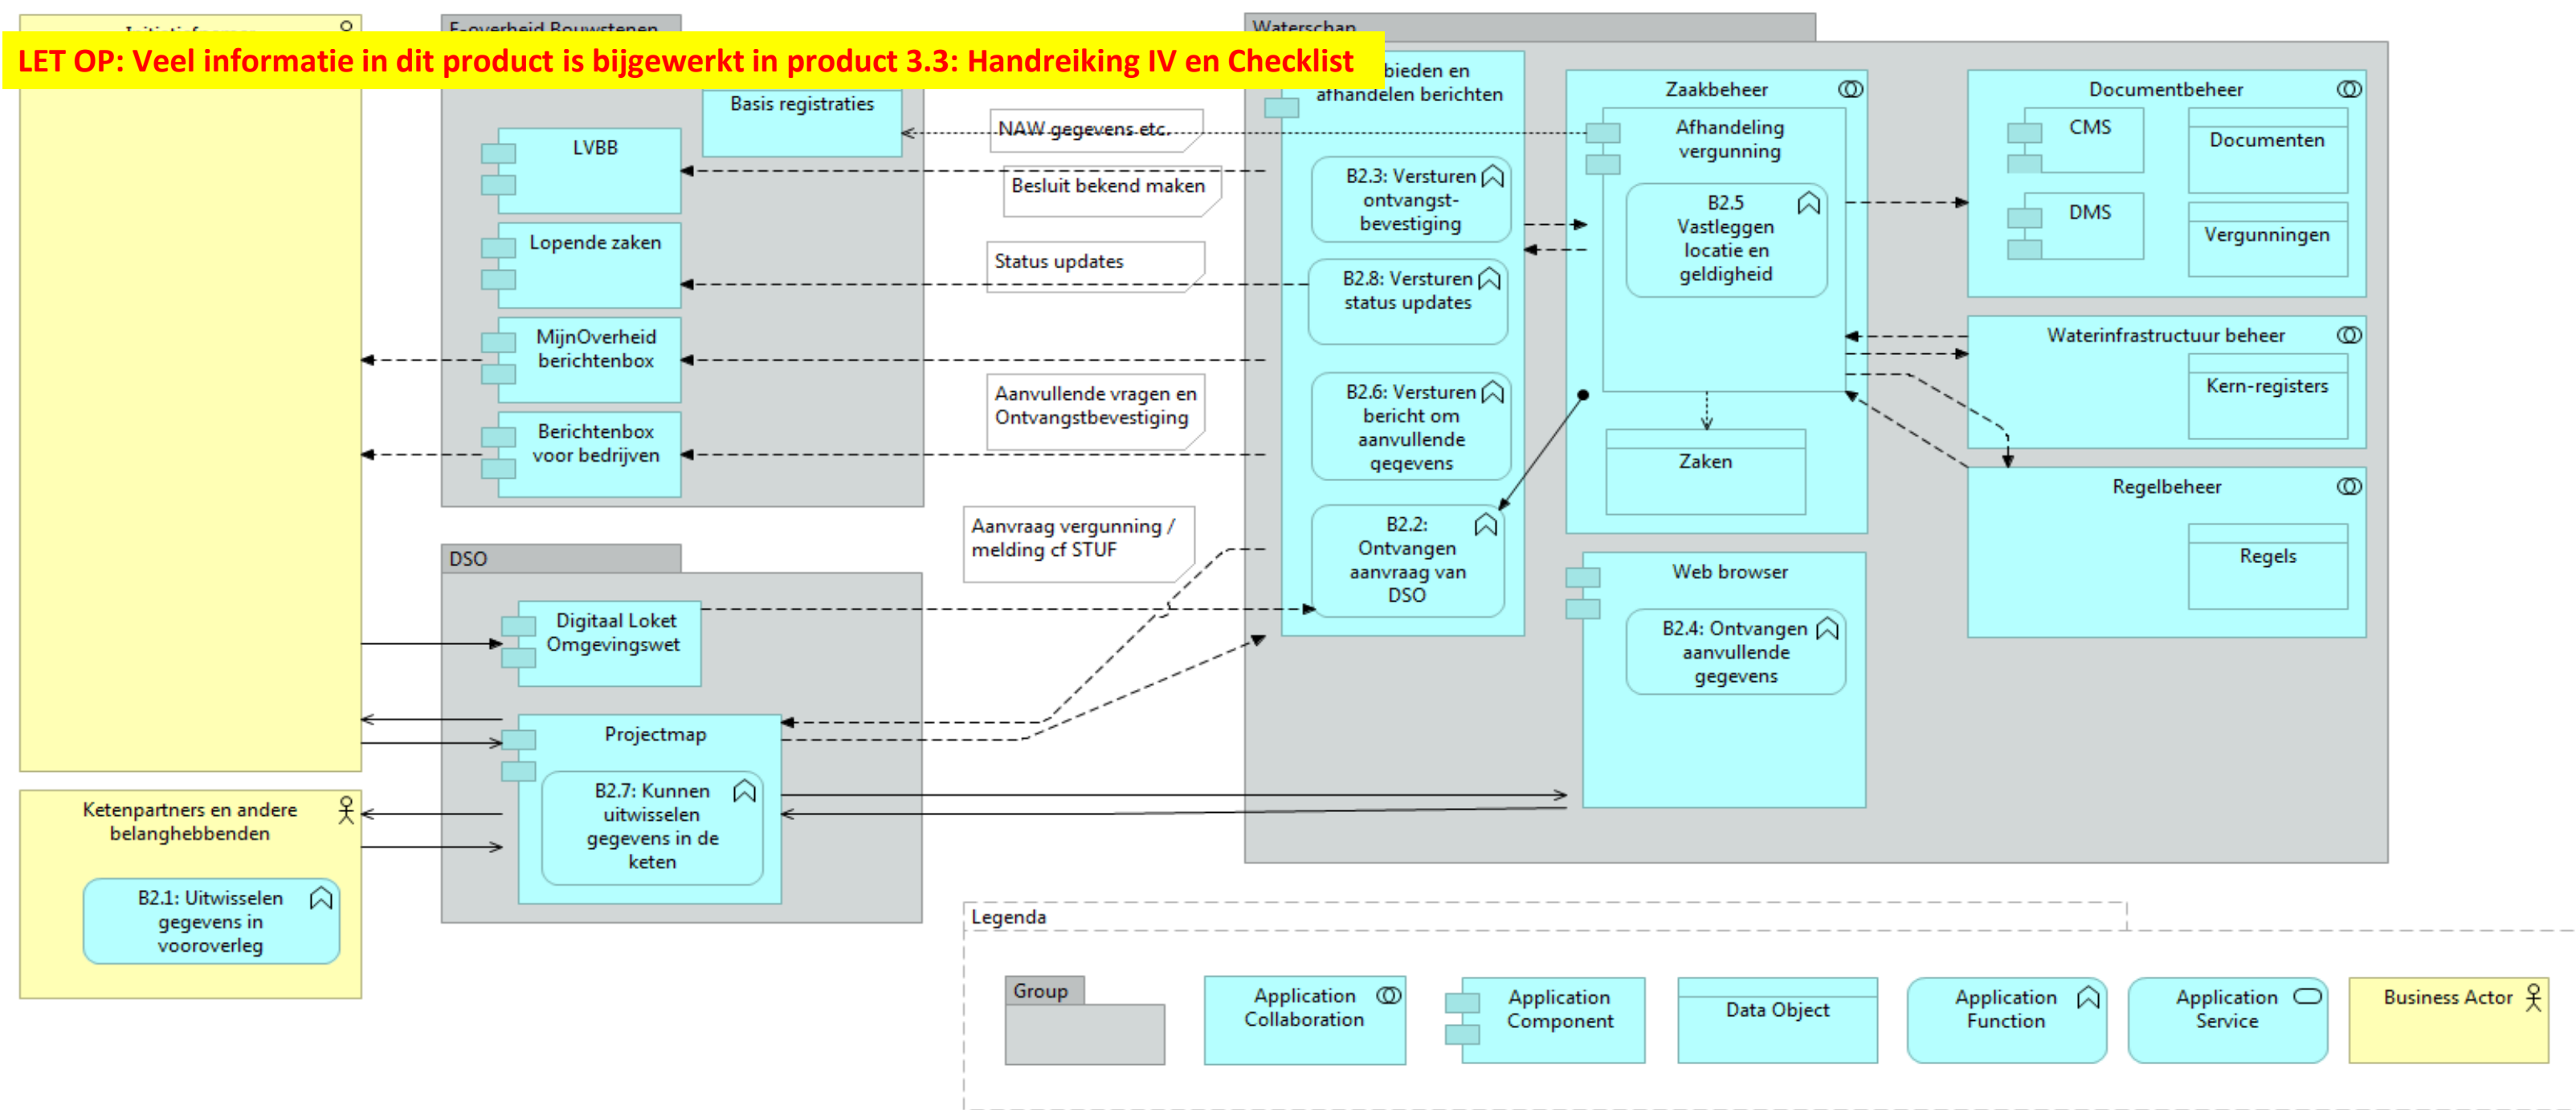 LET OP: Veel informatie in dit product is bijgewerkt in product 3.3: Handreiking IV en Checklist
Initiatiefnemer
E-overheid Bouwstenen
Basis registraties
LVBB
Lopende zaken
MijnOverheid
berichtenbox
Berichtenbox
voor bedrijven
NAW gegevens etc.
Besluit bekend maken
Status updates
Aanvullende vragen en
Ontvangstbevestiging
Aanvraag vergunning /
melding cf STUF
DSO
Digitaal Loket
Omgevingswet
Projectmap
B2.7: Kunnen
uitwisselen
gegevens in de
keten
Ketenpartners en andere
belanghebbenden
B2.1: Uitwisselen
gegevens in
vooroverleg
Waterschap
bieden en
afhandelen berichten
B2.3: Versturen
ontvangst-
bevestiging
B2.8: Versturen
status updates
B2.6: Versturen
bericht om
aanvullende
gegevens
B2.2:
Ontvangen
aanvraag van
DSO
Zaakbeheer
Afhandeling
vergunning
B2.5
Vastleggen
locatie en
geldigheid
Zaken
Web browser
B2.4: Ontvangen
aanvullende
gegevens
Documentbeheer
CMS
Documenten
DMS
Vergunningen
Waterinfrastructuur beheer
Kern-registers
Regelbeheer
Regels
Legenda
Group
Application
Collaboration
Application
Component
Data Object
Application
Function
Application
Service
Business Actor